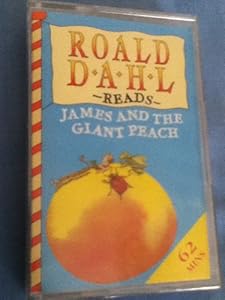 ROALD
D•A•H•L
~READS~
JAMES AND THE
GIANT PEACH
62
MINS